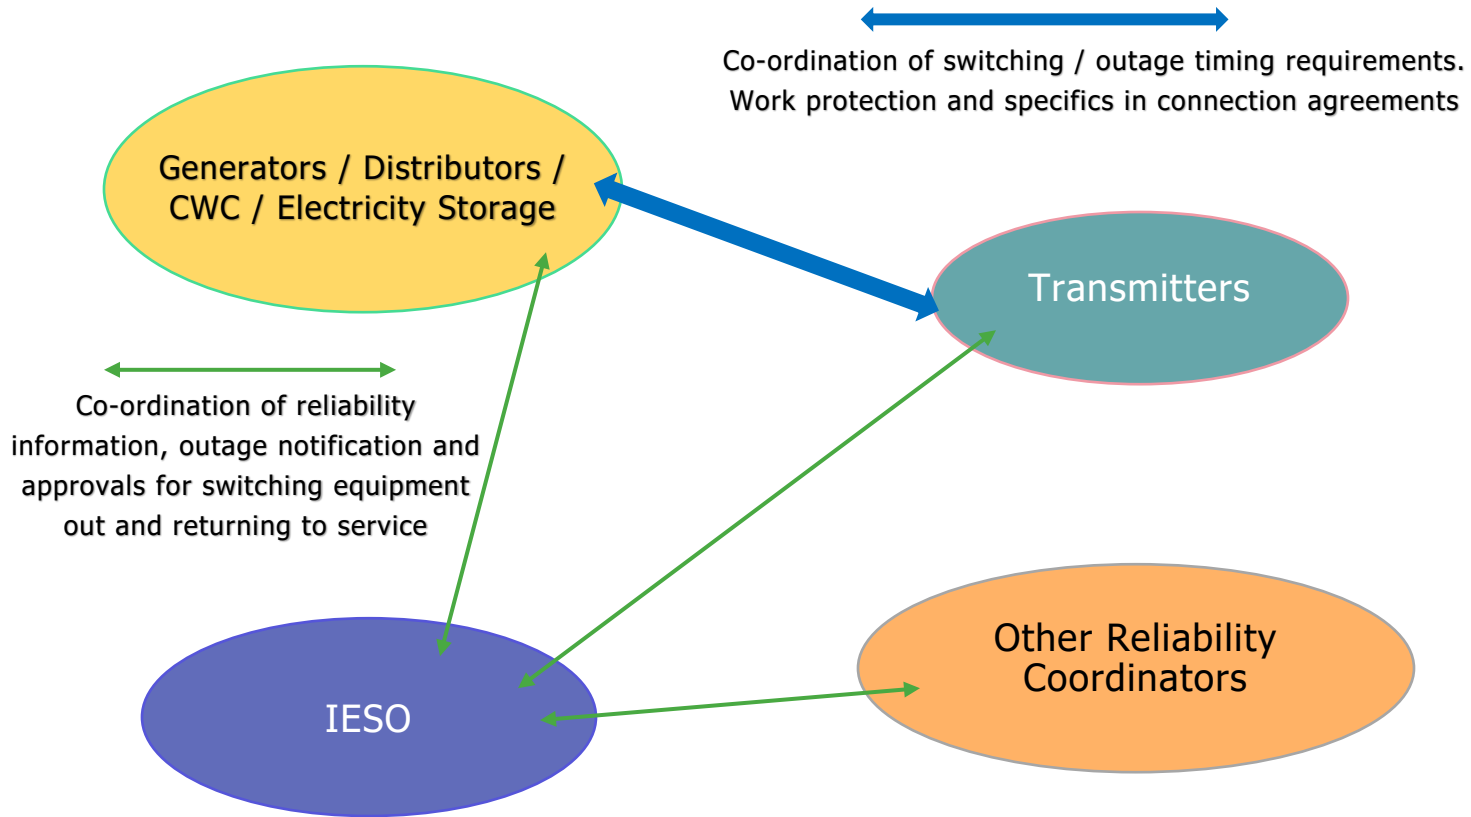 Co-ordination of switching / outage timing requirements.
Work protection and specifics in connection agreements
Generators / Distributors /
CWC / Electricity Storage
Transmitters
Co-ordination of reliability
information, outage notification and
approvals for switching equipment
out and returning to service
Other Reliability
Coordinators
IESO